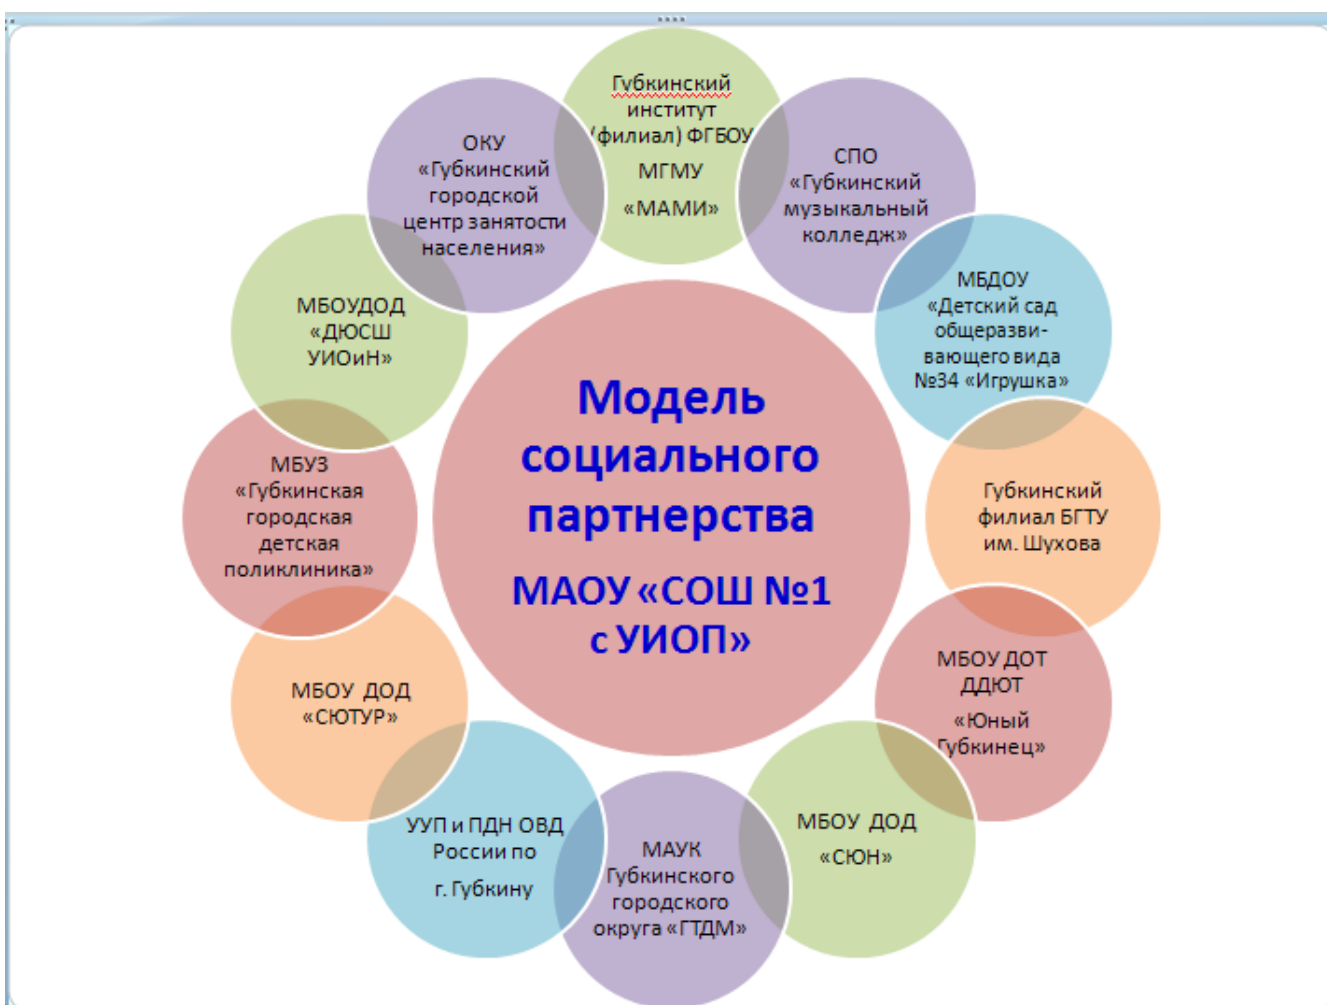 Губкинский
институт
(филиал) ФГБОУ
МГМУ
«МАМИ»
СПО
«Губкинский
музыкальный
колледж»
МБДОУ
«Детский сад
общеразви-
вающего вида
№34 «Игрушка»
Губкинский
филиал БГТУ
им. Шухова
МБОУ ДОТ
ДДЮТ
«Юный
Губкинец»
МБОУ ДОД
«СЮН»
МАУК
Губкинского
городского
округа «ГТДМ»
УУП и ПДН ОВД
России по
г. Губкину
МБОУ ДОД
«СЮТУР»
МБУЗ
«Губкинская
городская
детская
поликлиника»
МБОУДОД
«ДЮСШ
УИОиН»
ОКУ
«Губкинский
городской
центр занятости
населения»
Модель
социального
партнерства
МАОУ «СОШ №1
с УИОП»